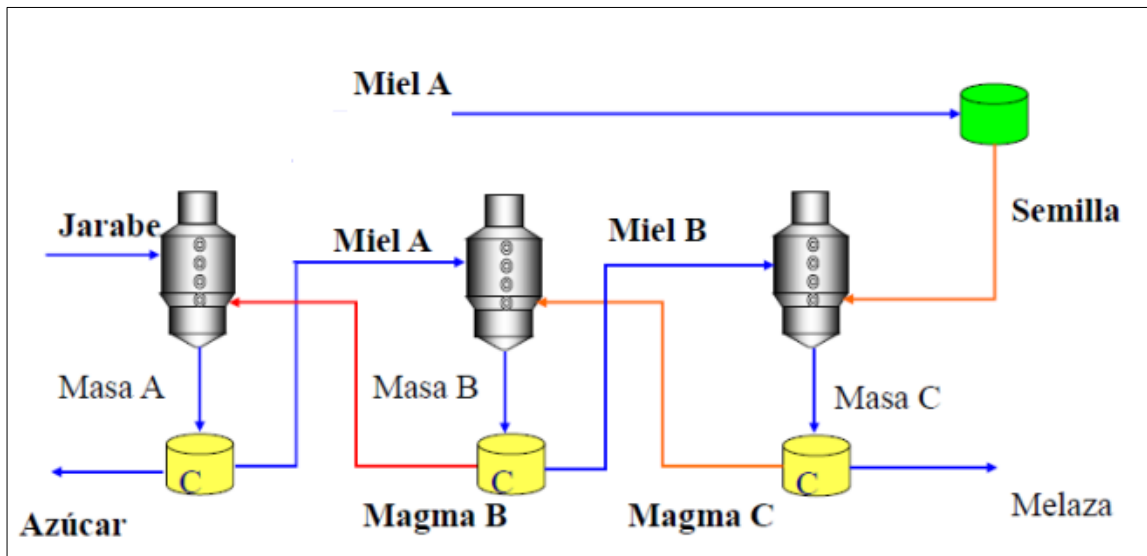 Miel A
Jarabe
Miel A
Miel B
Semilla
Masa A
Masa B
Masa C
C
C
C
Azúcar
Magma B
Magma C
Melaza